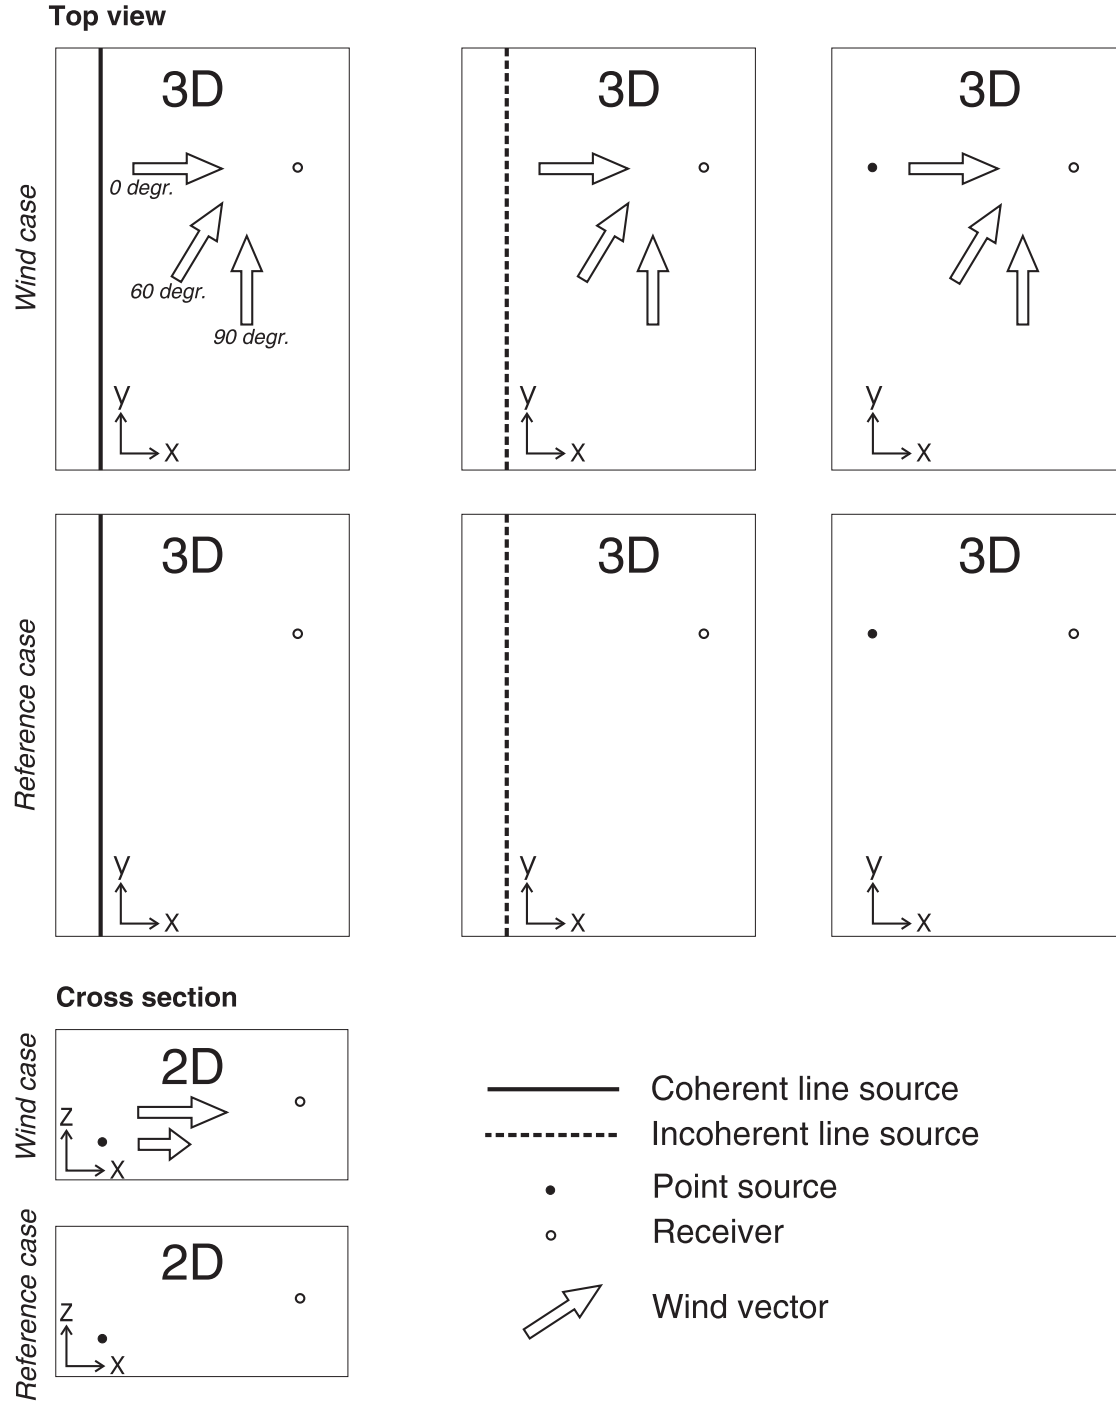 Top view
Wind case
3D
0 degr.
60 degr.
90 degr.
y
x
3D
y
x
3D
y
x
Reference case
3D
y
x
3D
y
x
3D
y
x
Cross section
Wind case
2D
z
x
Reference case
2D
z
x
Coherent line source
Incoherent line source
Point source
Receiver
Wind vector